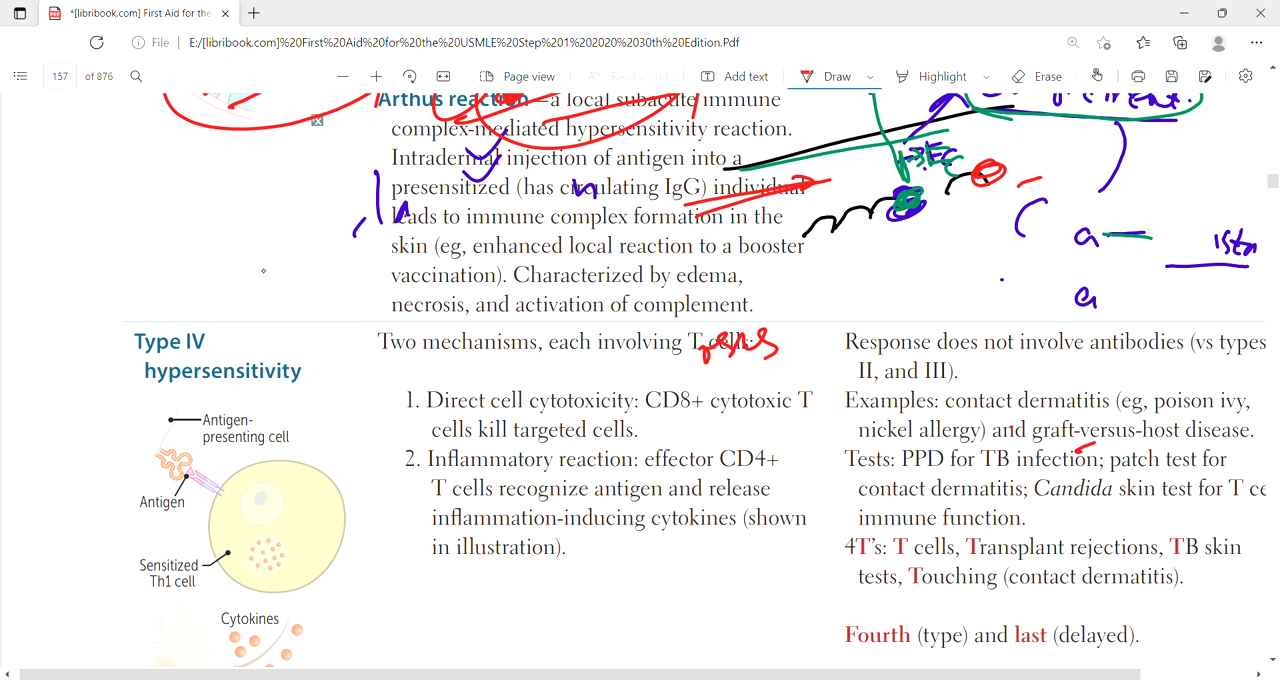 *[libribook.com] First Aid for the
File
E:/[libribook.com]%20First%20Aid%20for%20the%20USMLE%20Step%201%202020%2030th%20Edition.Pdf
157 of 876
Page view
Read aloud
Add text
Draw
Highlight
Erase
Arthus reaction—a local subacute immune
complex-mediated hypersensitivity reaction.
Intradermal injection of antigen into a
presensitized (has circulating IgG) individual
leads to immune complex formation in the
skin (eg, enhanced local reaction to a booster
vaccination). Characterized by edema,
necrosis, and activation of complement.
Type IV
hypersensitivity
Antigen-
presenting cell
Antigen
Sensitized
Th1 cell
Cytokines
Two mechanisms, each involving T cells:
1. Direct cell cytotoxicity: CD8+ cytotoxic T
cells kill targeted cells.
2. Inflammatory reaction: effector CD4+
T cells recognize antigen and release
inflammation-inducing cytokines (shown
in illustration).
Response does not involve antibodies (vs types
II, and III).
Examples: contact dermatitis (eg, poison ivy,
nickel allergy) and graft-versus-host disease.
Tests: PPD for TB infection; patch test for
contact dermatitis; Candida skin test for T ce
immune function.
4T's: T cells, Transplant rejections, TB skin
tests, Touching (contact dermatitis).
Fourth (type) and last (delayed).